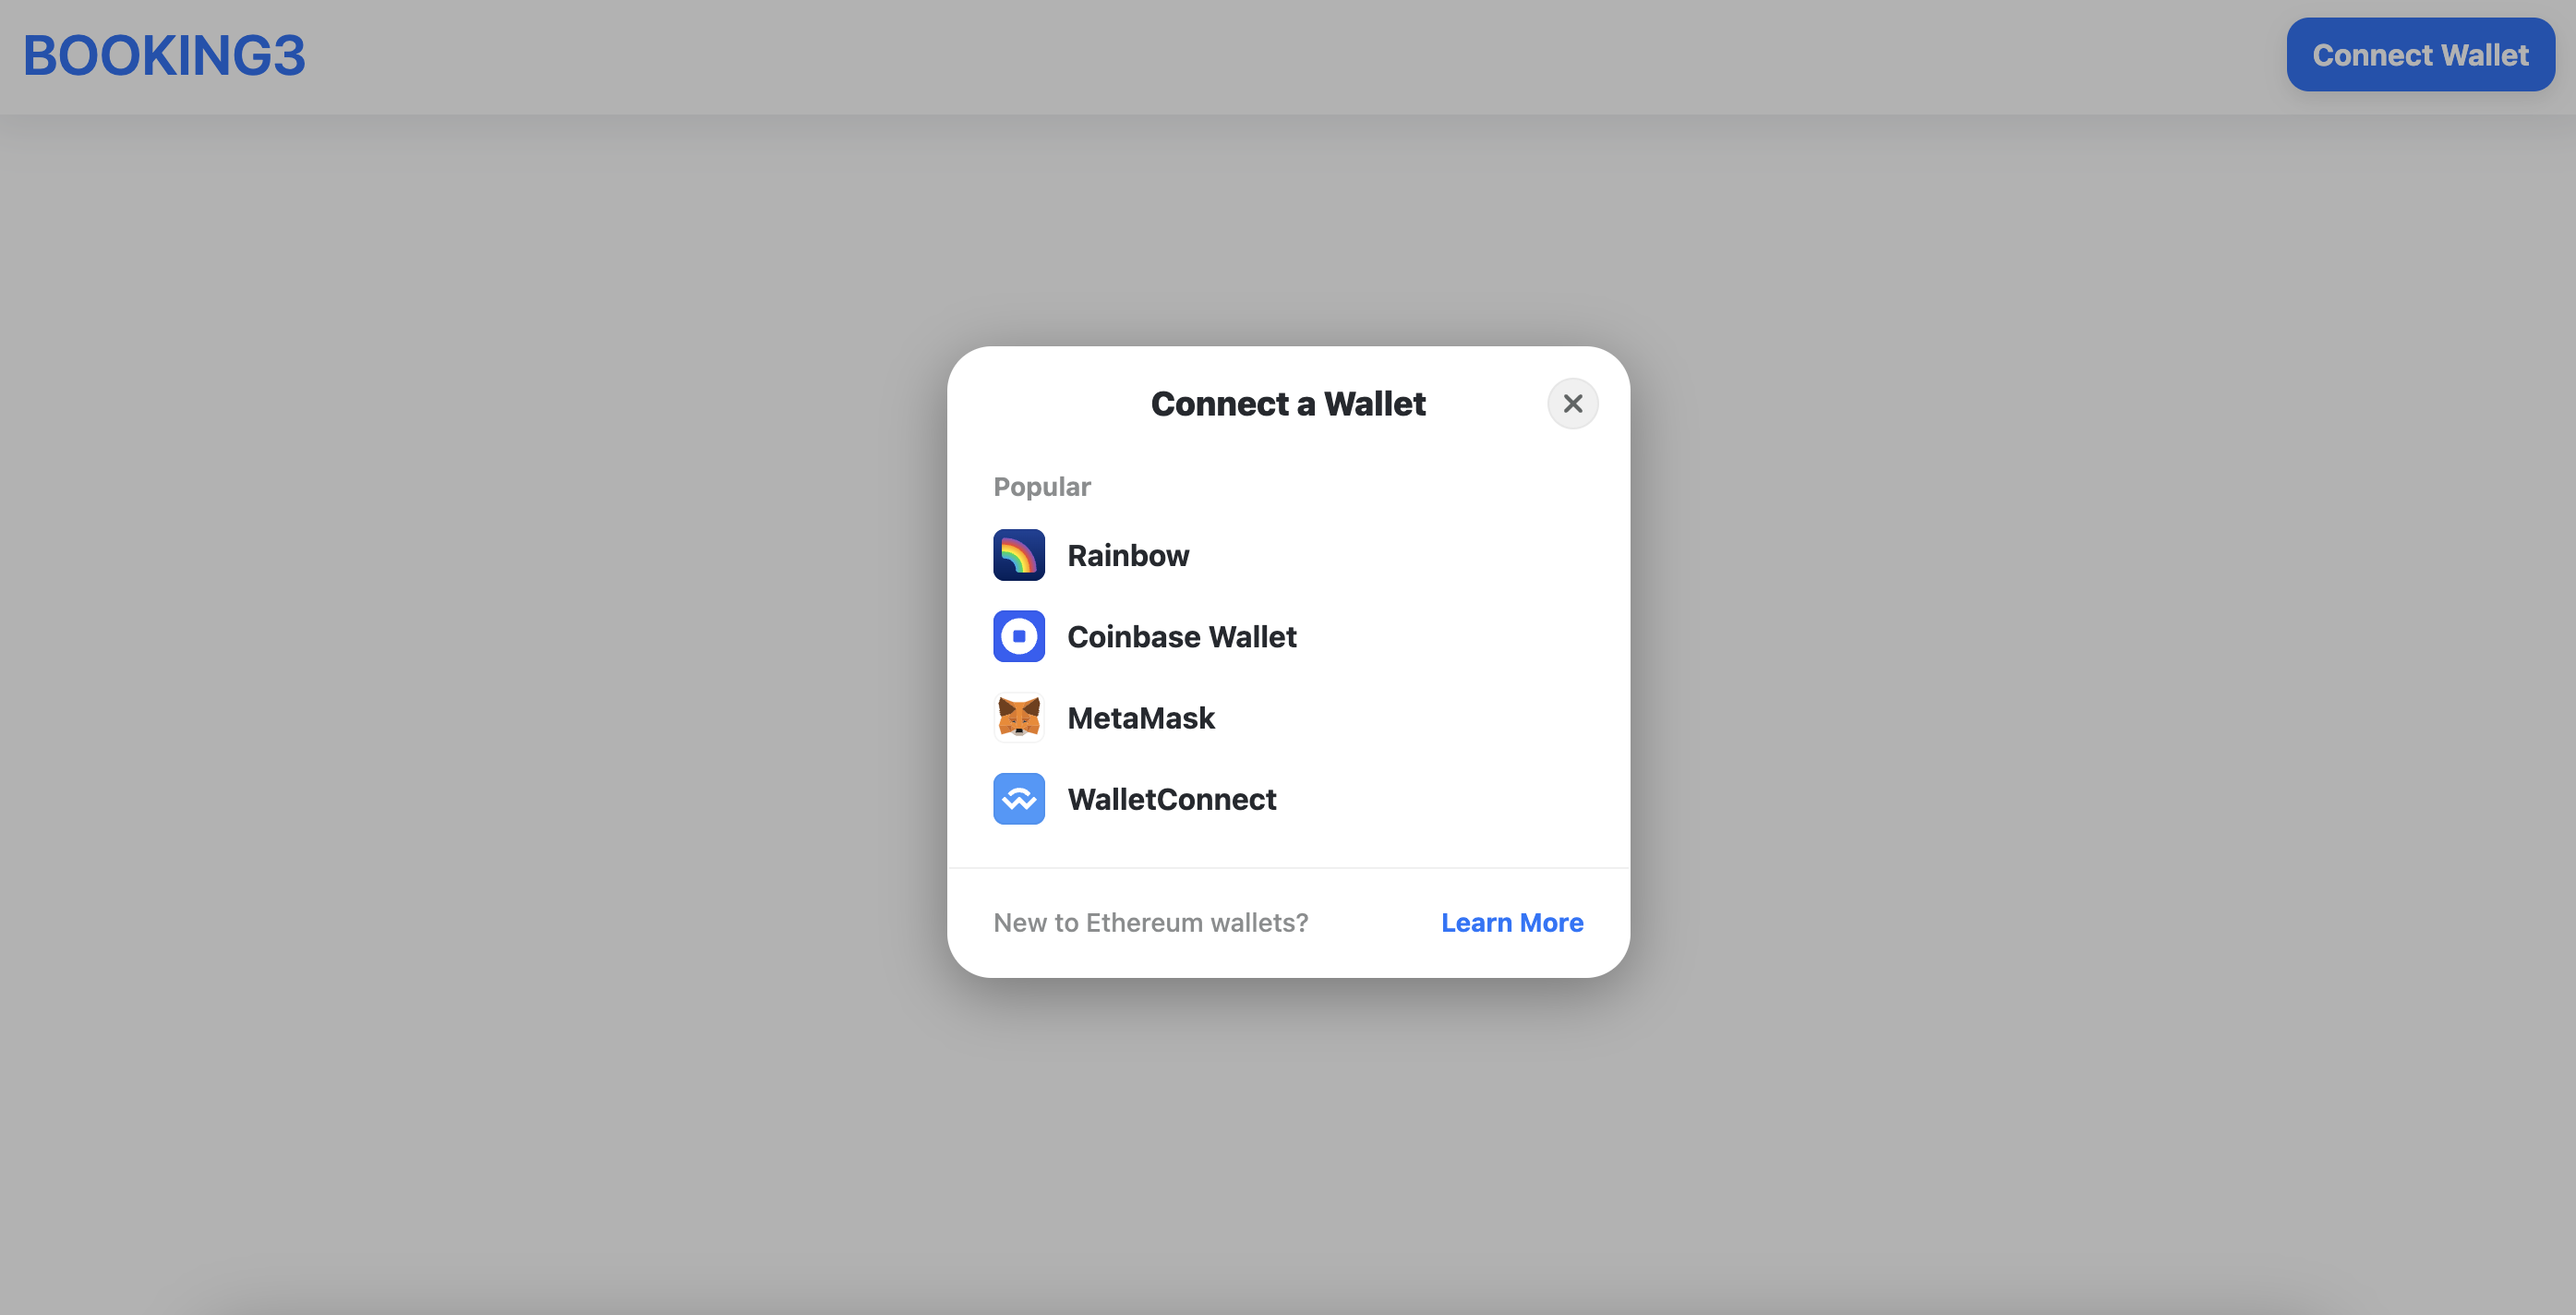 BOOKING3
Connect Wallet
Connect a Wallet
Popular
Rainbow
Coinbase Wallet
MetaMask
WalletConnect
New to Ethereum wallets?
Learn More